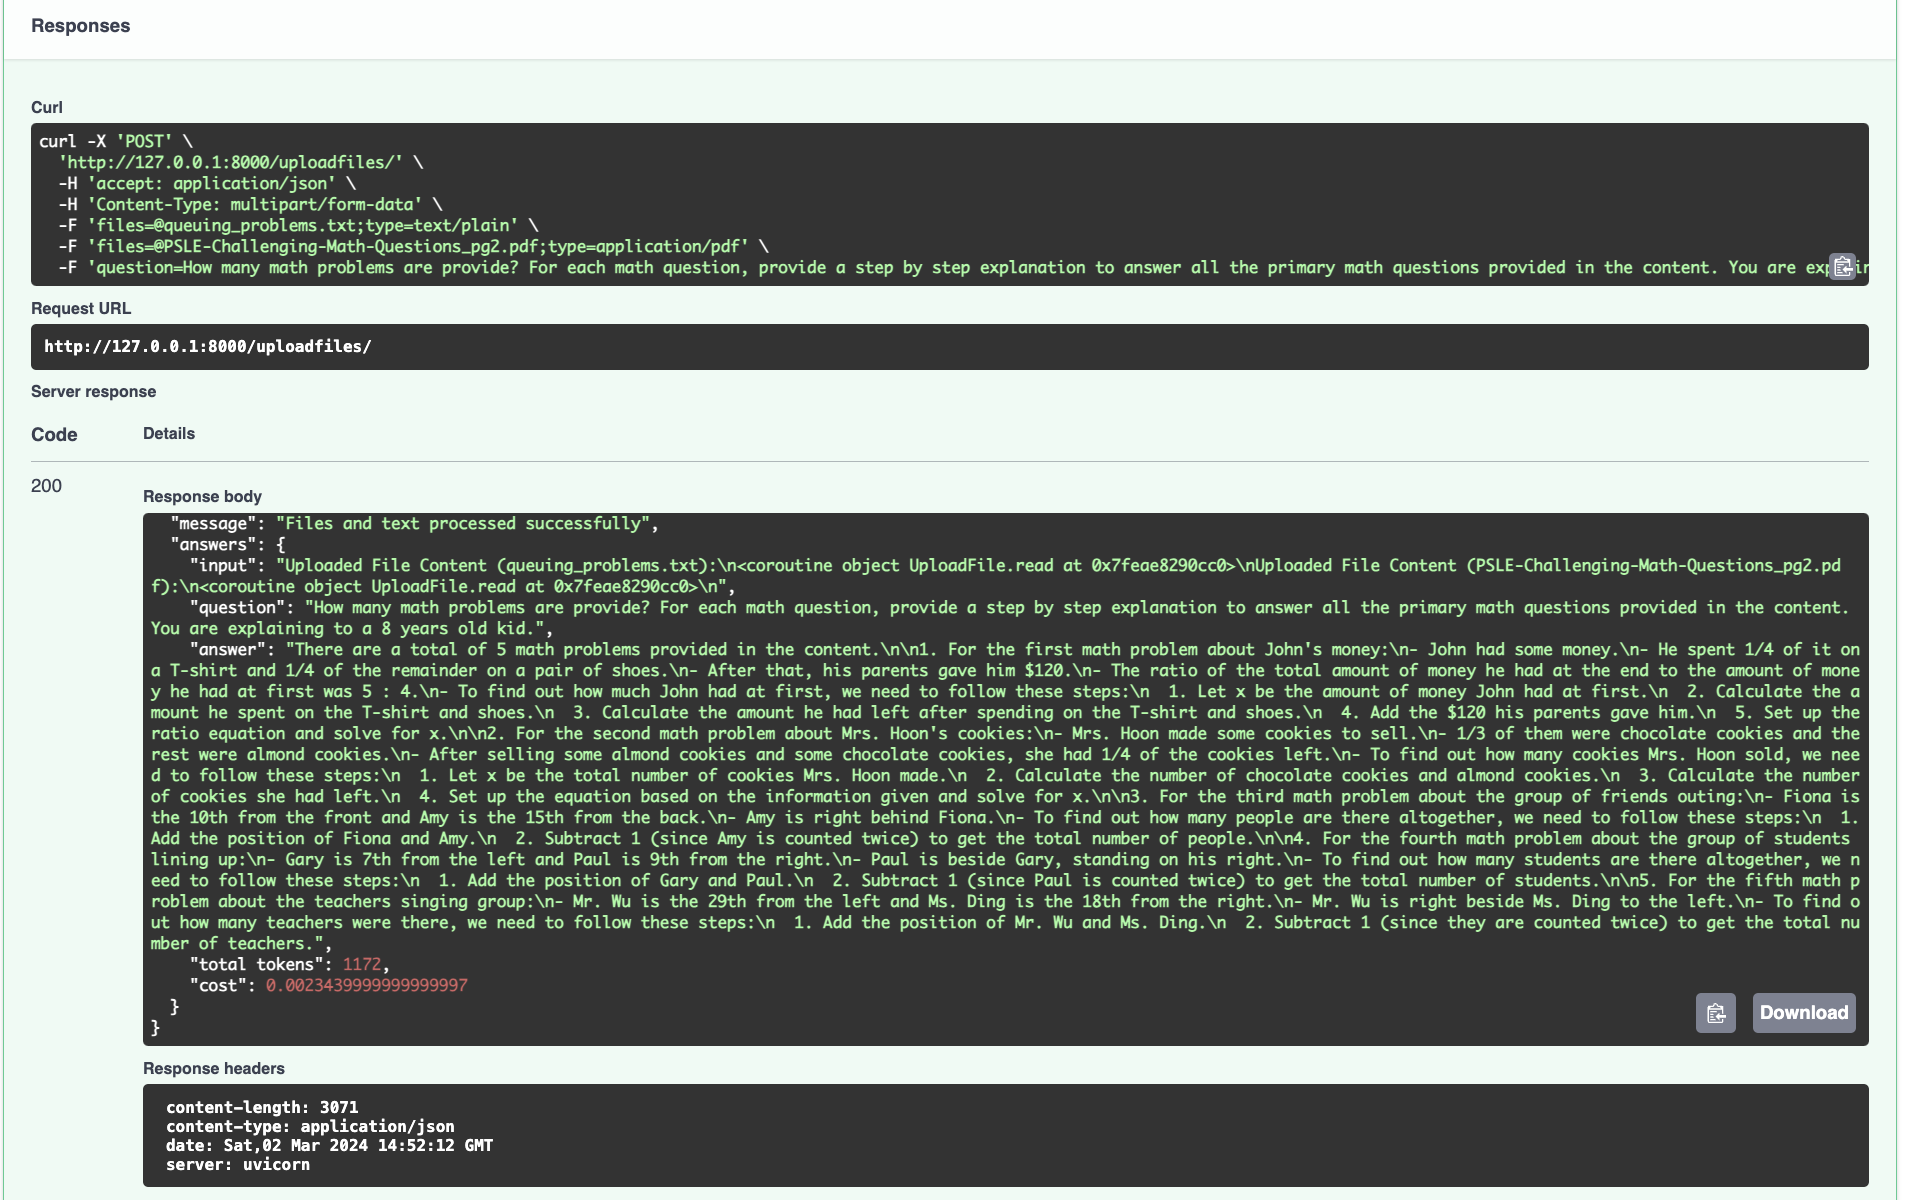 Responses
Curl
curl -X 'POST' \
  'http://127.0.0.1:8000/uploadfiles/' \
  -H 'accept: application/json' \
  -H 'Content-Type: multipart/form-data' \
  -F 'files=@queuing_problems.txt;type=text/plain' \
  -F 'files=@PSLE-Challenging-Math-Questions_pg2.pdf;type=application/pdf' \
  -F 'question=How many math problems are provide? For each math question, provide a step by step explanation to answer all the primary math questions provided in the content. You are
Request URL
http://127.0.0.1:8000/uploadfiles/
Server response
Code Details
200
Response body
  "message": "Files and text processed successfully",
  "answers": {
    "input": "Uploaded File Content (queuing_problems.txt):\n<coroutine object UploadFile.read at 0x7feae8290cc0>\nUploaded File Content (PSLE-Challenging-Math-Questions_pg2.pd
f):\n<coroutine object UploadFile.read at 0x7feae8290cc0>\n",
    "question": "How many math problems are provide? For each math question, provide a step by step explanation to answer all the primary math questions provided in the content.
You are explaining to a 8 years old kid.",
    "answer": "There are a total of 5 math problems provided in the content.\n\n1. For the first math problem about John's money:\n- John had some money.\n- He spent 1/4 of it on
a T-shirt and 1/4 of the remainder on a pair of shoes.\n- After that, his parents gave him $120.\n- The ratio of the total amount of money he had at the end to the amount of mone
y he had at first was 5 : 4.\n- To find out how much John had at first, we need to follow these steps:\n  1. Let x be the amount of money John had at first.\n  2. Calculate the a
mount he spent on the T-shirt and shoes.\n  3. Calculate the amount he had left after spending on the T-shirt and shoes.\n  4. Add the $120 his parents gave him.\n  5. Set up the
ratio equation and solve for x.\n\n2. For the second math problem about Mrs. Hoon's cookies:\n- Mrs. Hoon made some cookies to sell.\n- 1/3 of them were chocolate cookies and the
rest were almond cookies.\n- After selling some almond cookies and some chocolate cookies, she had 1/4 of the cookies left.\n- To find out how many cookies Mrs. Hoon sold, we nee
d to follow these steps:\n  1. Let x be the total number of cookies Mrs. Hoon made.\n  2. Calculate the number of chocolate cookies and almond cookies.\n  3. Calculate the number
of cookies she had left.\n  4. Set up the equation based on the information given and solve for x.\n\n3. For the third math problem about the group of friends outing:\n- Fiona is
the 10th from the front and Amy is the 15th from the back.\n- Amy is right behind Fiona.\n- To find out how many people are there altogether, we need to follow these steps:\n  1.
Add the position of Fiona and Amy.\n  2. Subtract 1 (since Amy is counted twice) to get the total number of people.\n\n4. For the fourth math problem about the group of students
lining up:\n- Gary is 7th from the left and Paul is 9th from the right.\n- Paul is beside Gary, standing on his right.\n- To find out how many students are there altogether, we n
eed to follow these steps:\n  1. Add the position of Gary and Paul.\n  2. Subtract 1 (since Paul is counted twice) to get the total number of students.\n\n5. For the fifth math p
roblem about the teachers singing group:\n- Mr. Wu is the 29th from the left and Ms. Ding is the 18th from the right.\n- Mr. Wu is right beside Ms. Ding to the left.\n- To find o
ut how many teachers were there, we need to follow these steps:\n  1. Add the position of Mr. Wu and Ms. Ding.\n  2. Subtract 1 (since they are counted twice) to get the total nu
mber of teachers.",
    "total tokens": 1172,
    "cost": 0.0023439999999999997
  }
}
Download
Response headers
content-length: 3071
content-type: application/json
date: Sat,02 Mar 2024 14:52:12 GMT
server: uvicorn